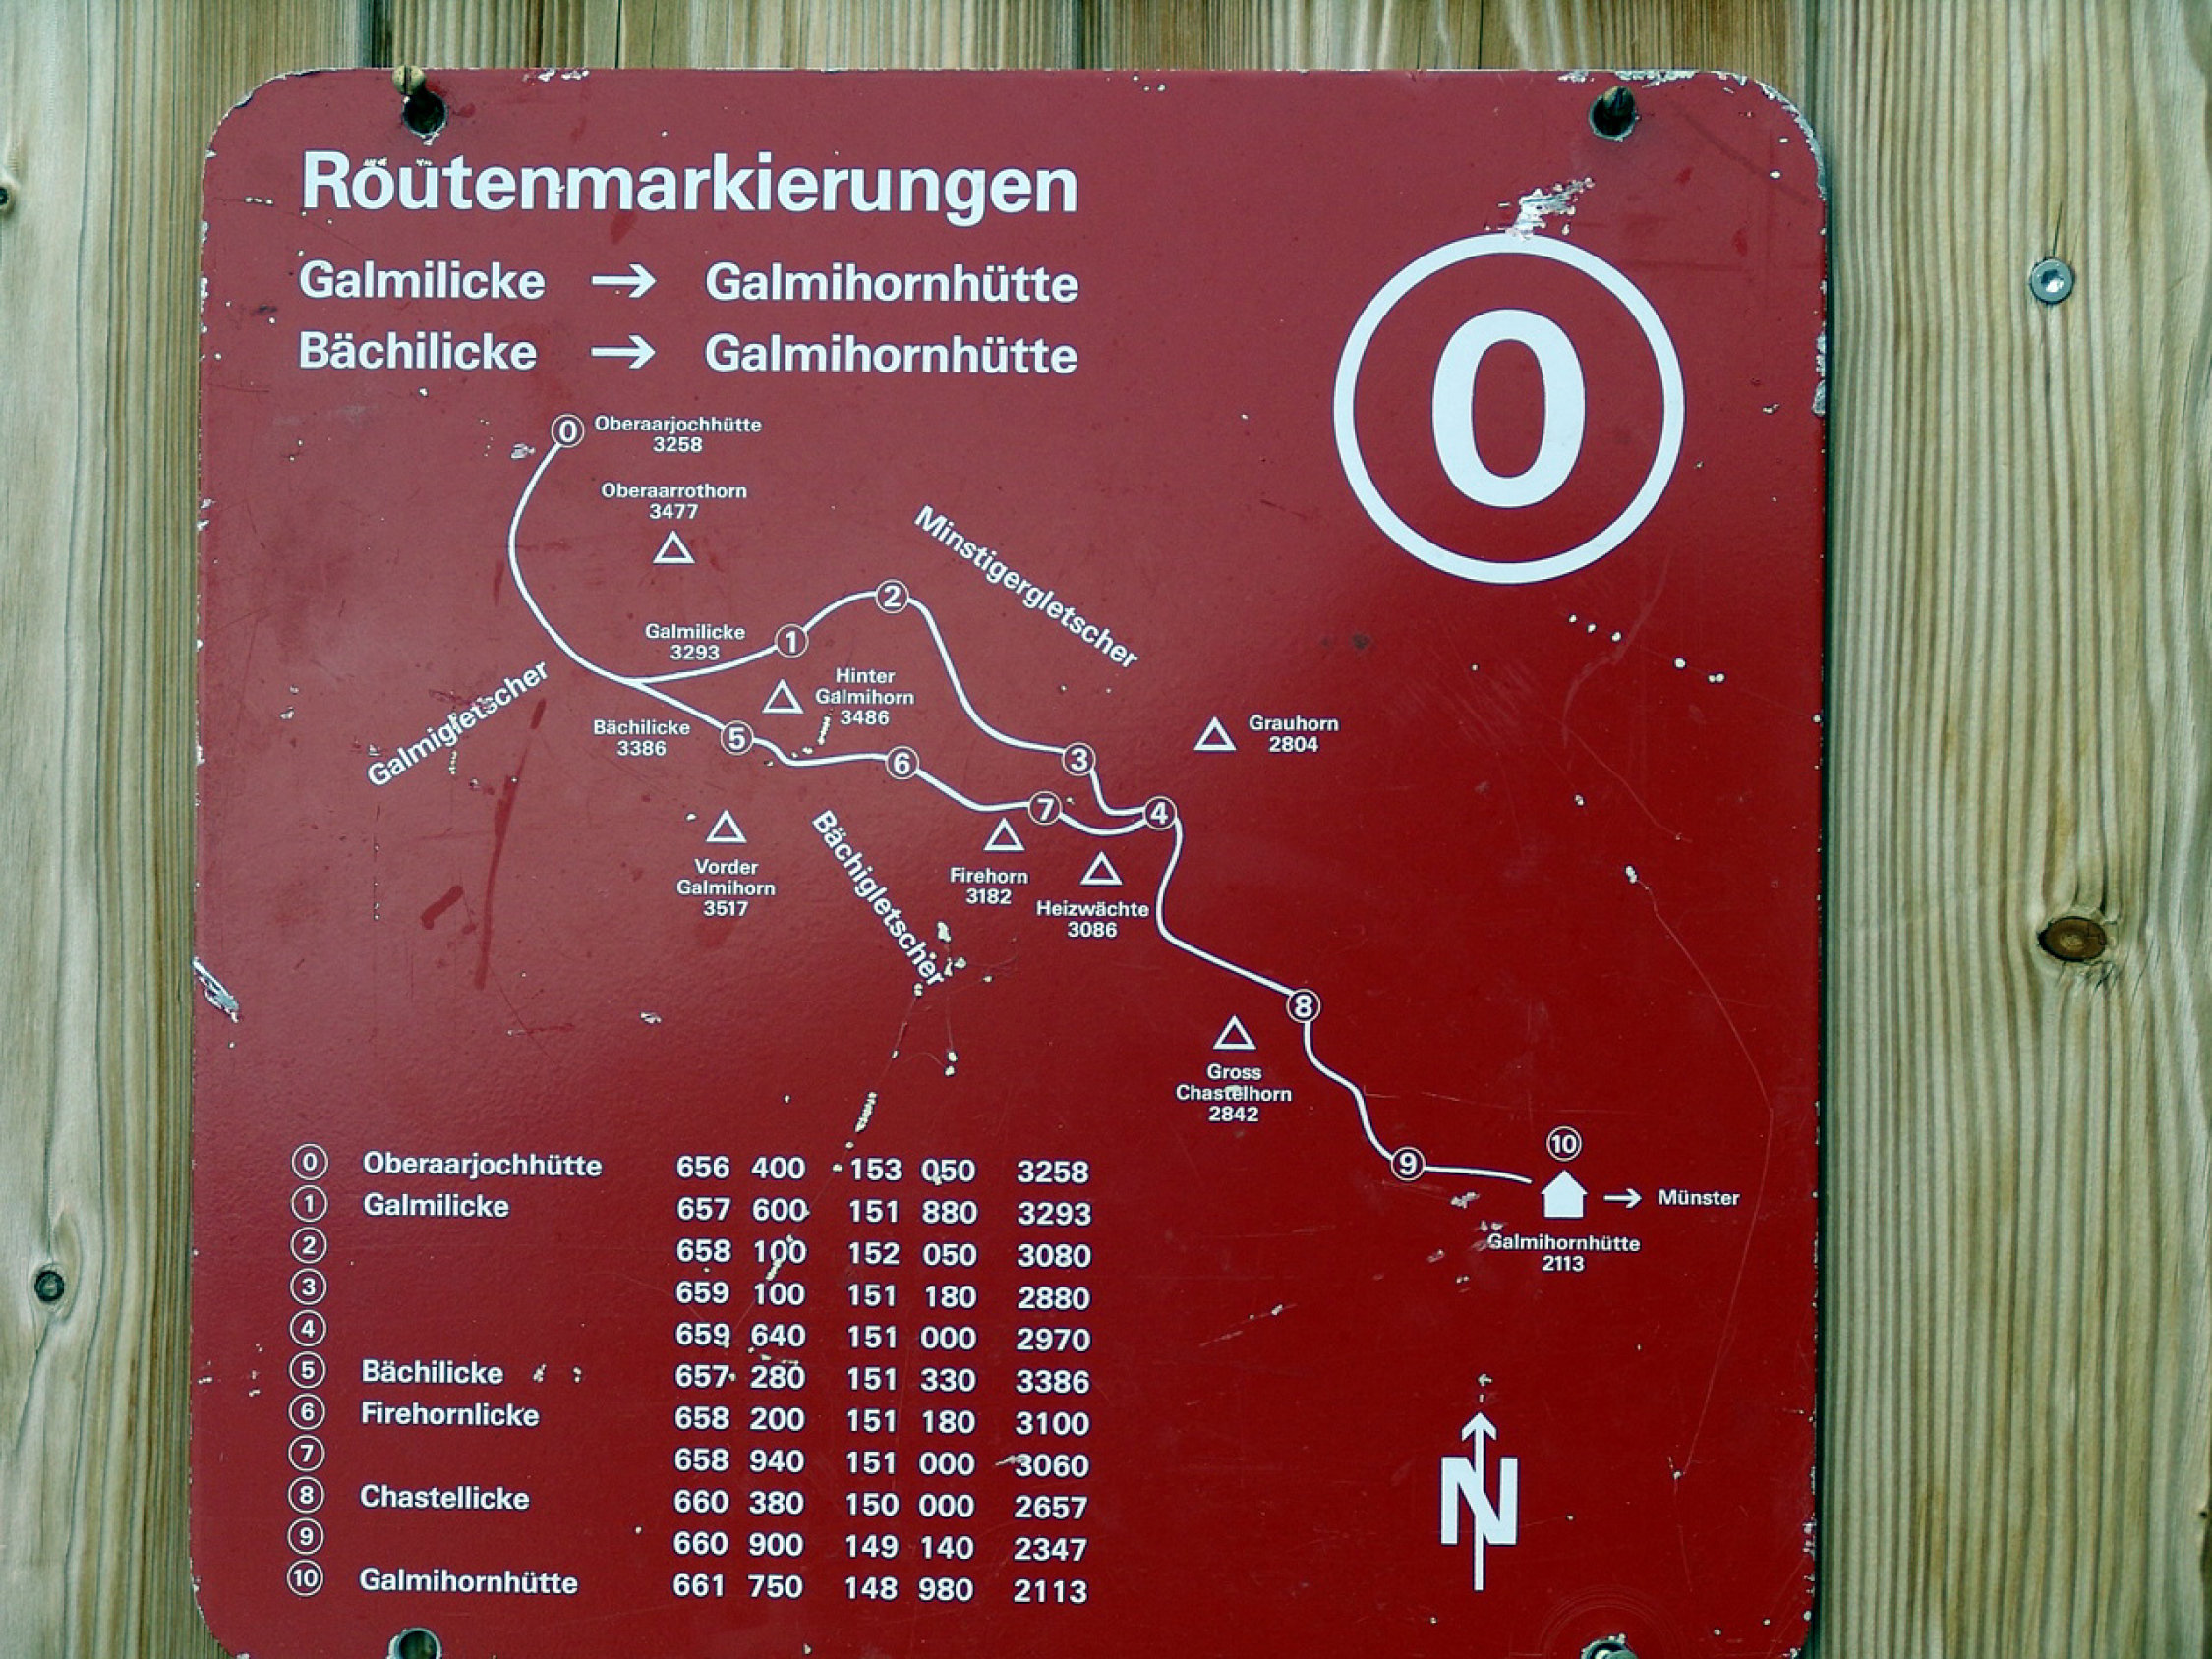 Routenmarkierungen
Galmilicke → Galmihornhütte
Bächilicke → Galmihornhütte
0
0 Oberaarjochhütte
3258
Oberaarrothorn
3477
Minstigergletscher
2
1
Galmilicke
3293
Hinter
Galmihorn
3486
Galmigletscher
Bächilicke
3386
5
6
3
Grauhorn
2804
7
4
Vorder
Galmihorn
3517
Bächigletscher
Firehorn
3182
Heizwächte
3086
8
Gross
Chastelhorn
2842
10
9
→ Münster
Galmihornhütte
2113
0 Oberaarjochhütte 656 400 153 050 3258
1 Galmilicke 657 600 151 880 3293
2 658 100 152 050 3080
3 659 100 151 180 2880
4 659 640 151 000 2970
5 Bächilicke 657 280 151 330 3386
6 Firehornlicke 658 200 151 180 3100
7 658 940 151 000 3060
8 Chastellicke 660 380 150 000 2657
9 660 900 149 140 2347
10 Galmihornhütte 661 750 148 980 2113
N